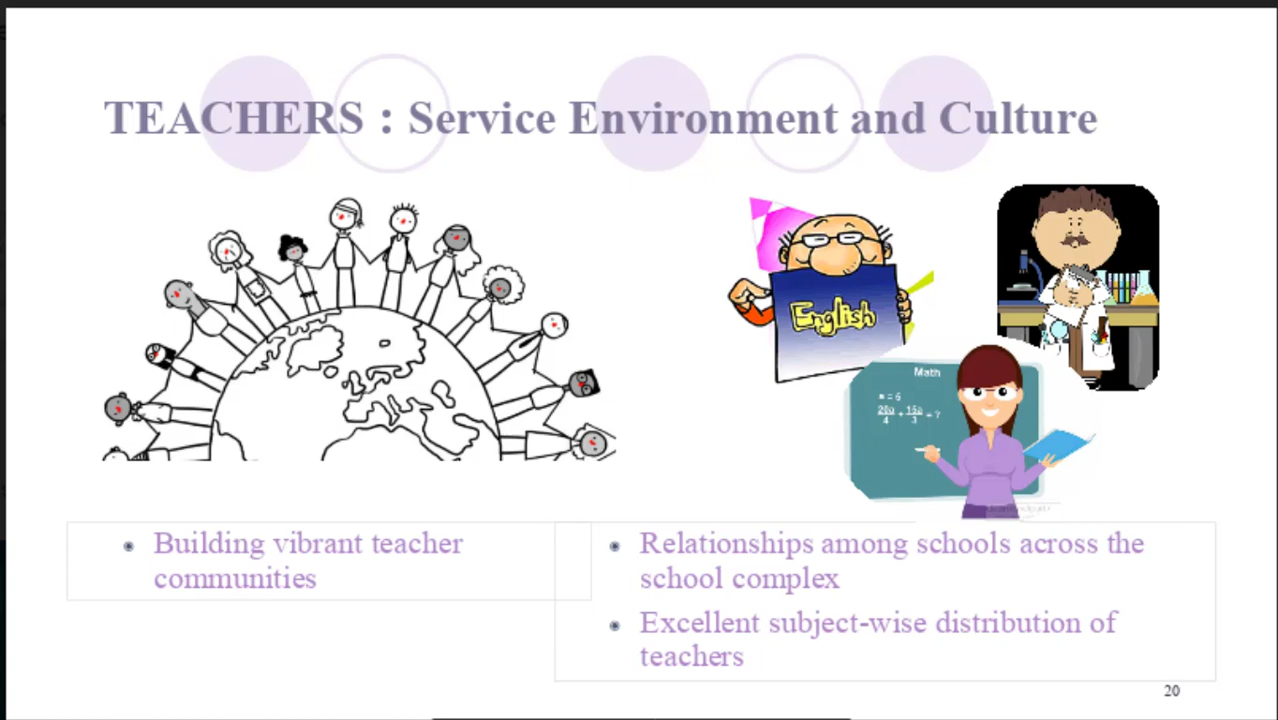 TEACHERS : Service Environment and Culture
English
Math
• Building vibrant teacher
communities
• Relationships among schools across the
school complex
• Excellent subject-wise distribution of
teachers
20